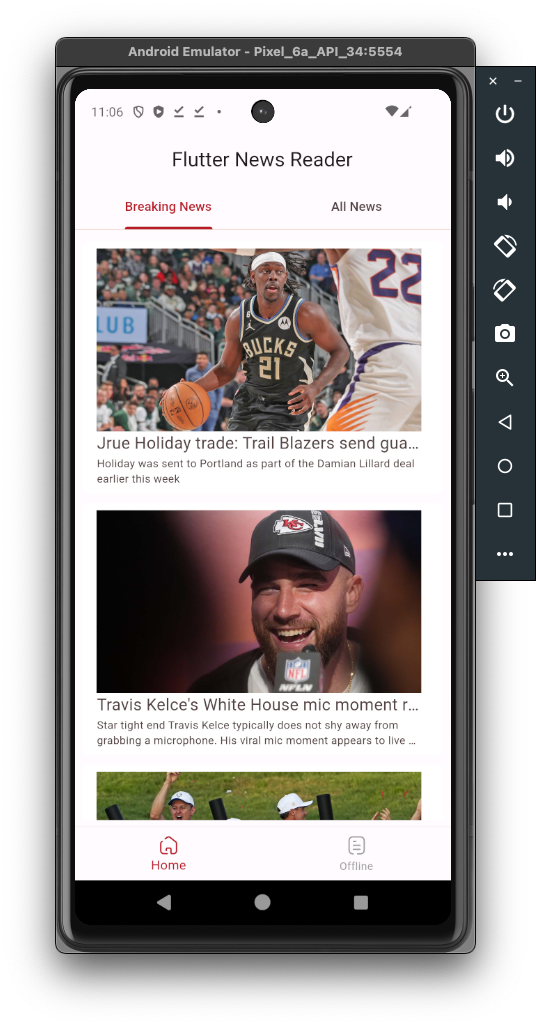 Android Emulator - Pixel_6a_API_34:5554
11:06
Flutter News Reader
Breaking News
All News
LUB
22
6
BUCKS
21
Jrue Holiday trade: Trail Blazers send gua...
Holiday was sent to Portland as part of the Damian Lillard deal
earlier this week
NFL
Travis Kelce's White House mic moment r...
Star tight end Travis Kelce typically does not shy away from
grabbing a microphone. His viral mic moment appears to live ...
Home
Offline